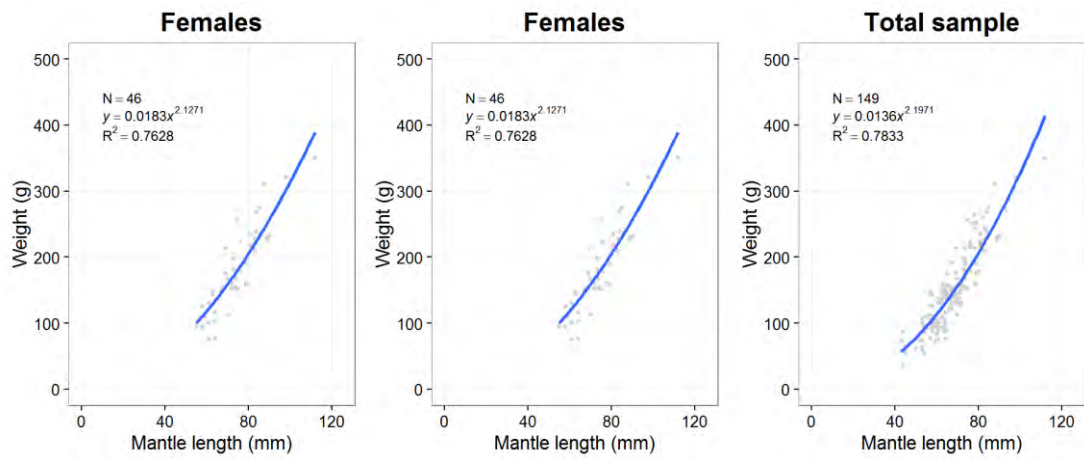 Females
Females
Total sample
500
400
300
200
100
0
Weight (g)
N = 46
y = 0.0183x^2.1271
R² = 0.7628
0
40
80
120
Mantle length (mm)
500
400
300
200
100
0
Weight (g)
N = 46
y = 0.0183x^2.1271
R² = 0.7628
0
40
80
120
Mantle length (mm)
500
400
300
200
100
0
Weight (g)
N = 149
y = 0.0136x^2.1971
R² = 0.7833
0
40
80
120
Mantle length (mm)